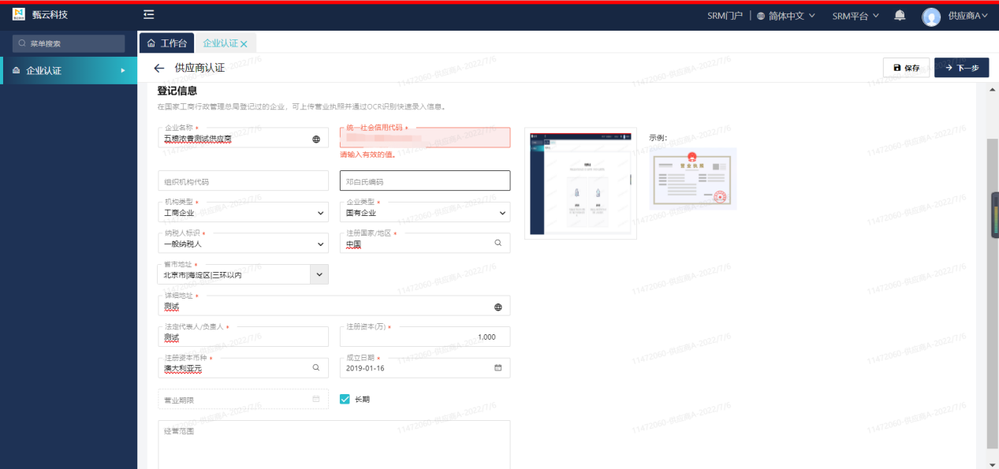 甄云科技
SRM门户
简体中文
SRM平台
供应商A
菜单搜索
工作台
企业认证
企业认证
供应商认证
保存
下一步
登记信息
在国家工商行政管理总局登记过的企业，可上传营业执照并通过OCR识别快速录入信息。
企业名称 *
五粮浓香测试供应商
统一社会信用代码 *
请输入有效的值。
示例：
营业执照
组织机构代码
邓白氏编码
机构类型 *
工商企业
企业类型 *
国有企业
纳税人标识 *
一般纳税人
注册国家/地区 *
中国
省市地址 *
北京市|海淀区|三环以内
详细地址 *
测试
法定代表人/负责人 *
测试
注册资本(万) *
1,000
注册资本币种 *
澳大利亚元
成立日期 *
2019-01-16
营业期限
长期
经营范围
11472060-供应商A-2022/7/6